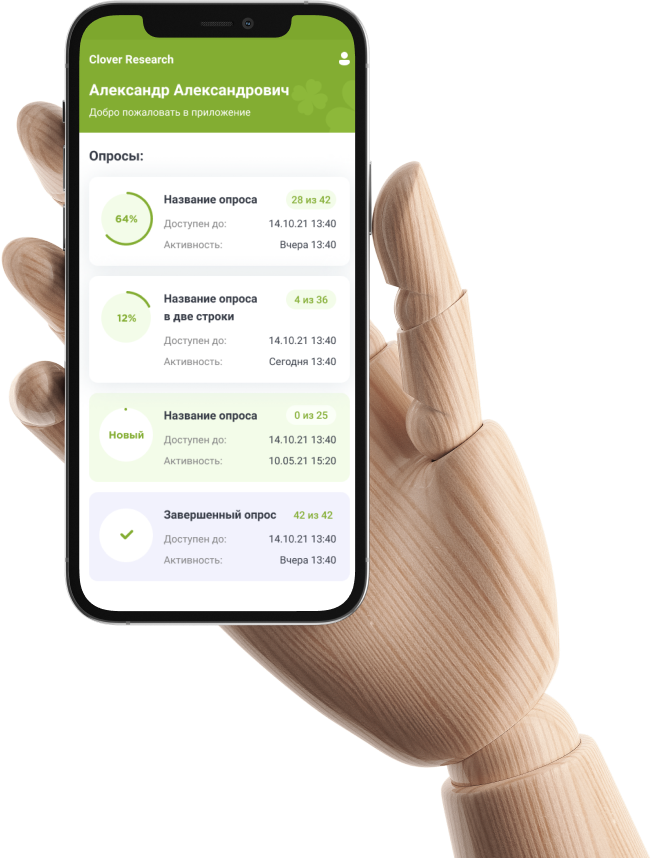 Clover Research
Александр Александрович
Добро пожаловать в приложение
Опросы:
64%
Название опроса
28 из 42
Доступен до:
14.10.21 13:40
Активность:
Вчера 13:40
12%
Название опроса
в две строки
4 из 36
Доступен до:
14.10.21 13:40
Активность:
Сегодня 13:40
Новый
Название опроса
0 из 25
Доступен до:
14.10.21 13:40
Активность:
10.05.21 15:20
Завершенный опрос
42 из 42
Доступен до:
14.10.21 13:40
Активность:
Вчера 13:40